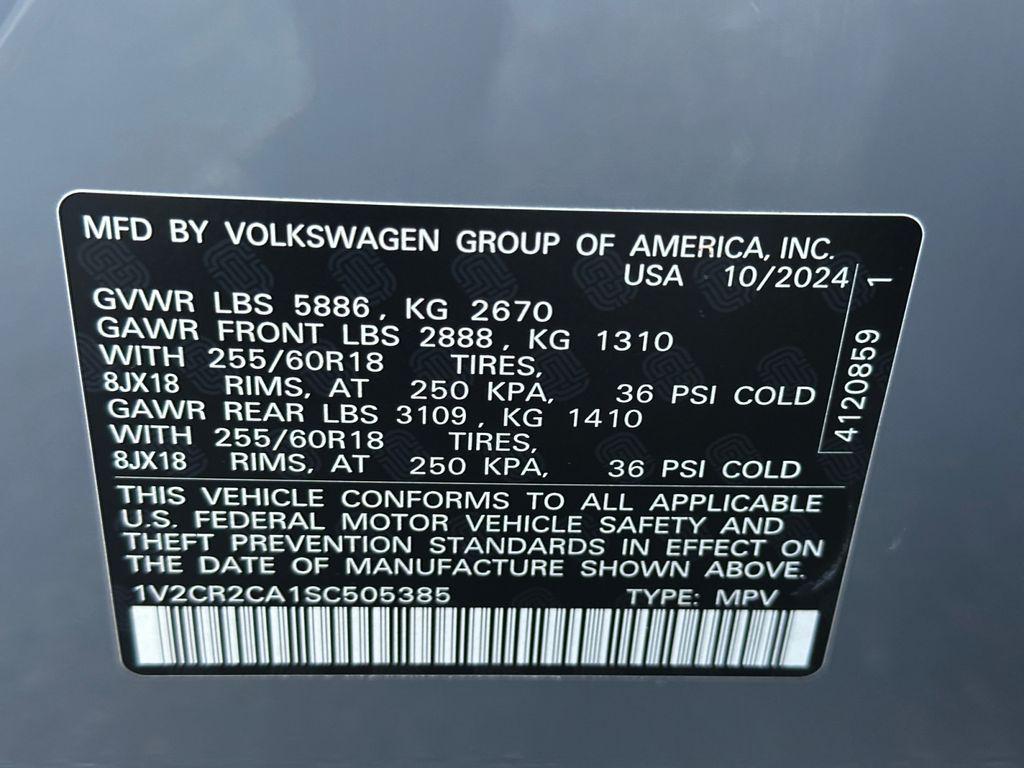 MFD BY VOLKSWAGEN GROUP OF AMERICA, INC.
USA 10/2024
GVWR LBS 5886, KG 2670
GAWR FRONT LBS 2888, KG 1310
WITH 255/60R18 TIRES,
8JX18 RIMS, AT 250 KPA, 36 PSI COLD
GAWR REAR LBS 3109, KG 1410
WITH 255/60R18 TIRES,
8JX18 RIMS, AT 250 KPA, 36 PSI COLD
4120859 1
THIS VEHICLE CONFORMS TO ALL APPLICABLE
U.S. FEDERAL MOTOR VEHICLE SAFETY AND
THEFT PREVENTION STANDARDS IN EFFECT ON
THE DATE OF MANUFACTURE SHOWN ABOVE.
1V2CR2CA1SC505385 TYPE: MPV